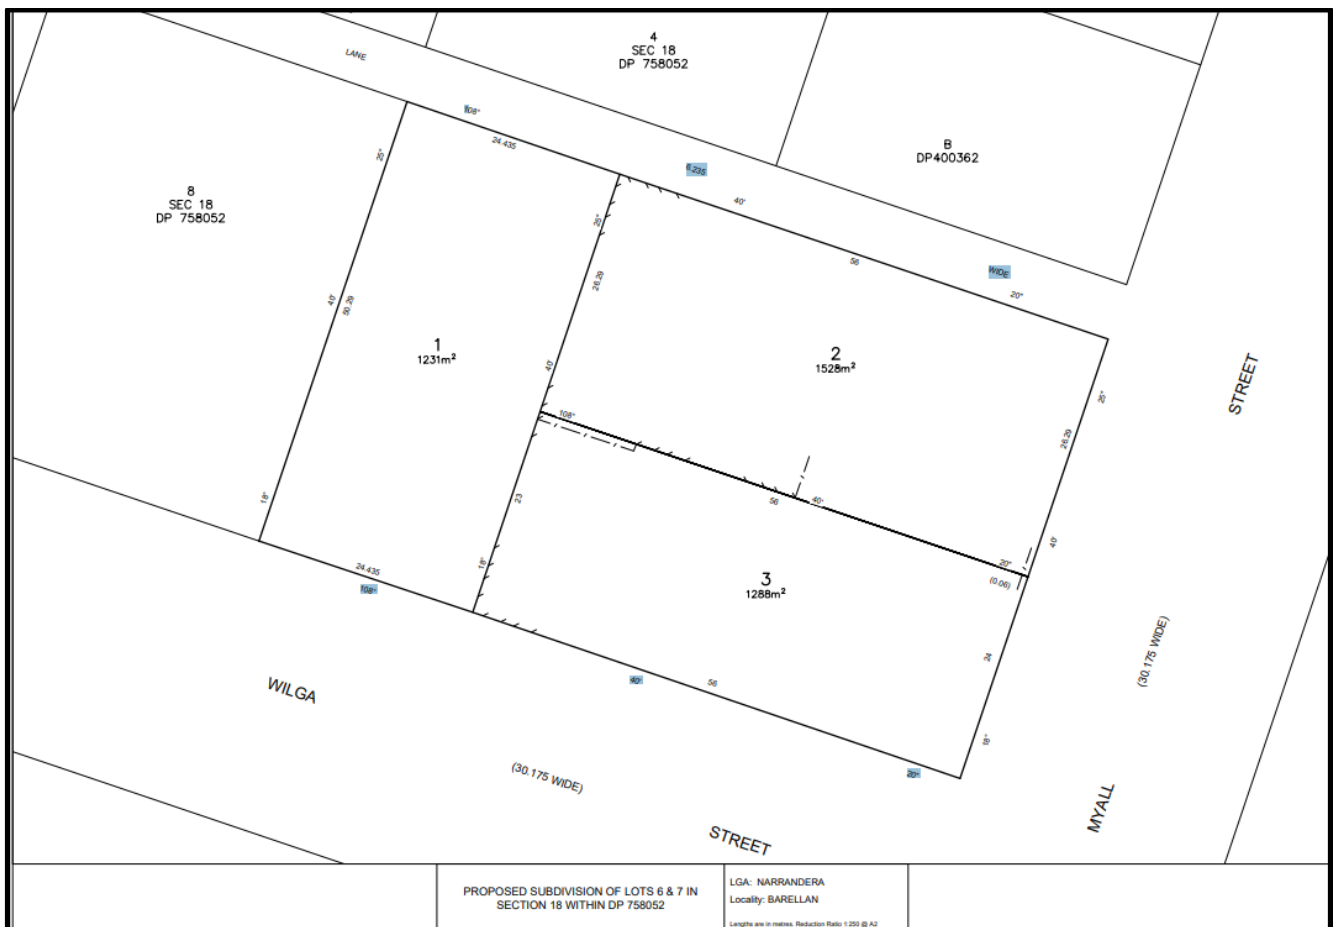 LANE
4
SEC 18
DP 758052
108°
24.435
6.235
B
DP400362
40'
25"
8
SEC 18
DP 758052
25"
56
WIDE
20"
26.29
40'
50.29
1
1231m²
40'
2
1528m²
STREET
25"
108°
26.29
18"
23
56
40'
40'
20"
(0.06)
18"
3
1288m²
24.435
108°
24
(30.175 WIDE)
40'
56
WILGA
18"
20"
(30.175 WIDE)
MYALL
STREET
PROPOSED SUBDIVISION OF LOTS 6 & 7 IN
SECTION 18 WITHIN DP 758052
LGA: NARRANDERA
Locality: BARELLAN
Lengths are in metres. Reduction Ratio 1:250 @ A2